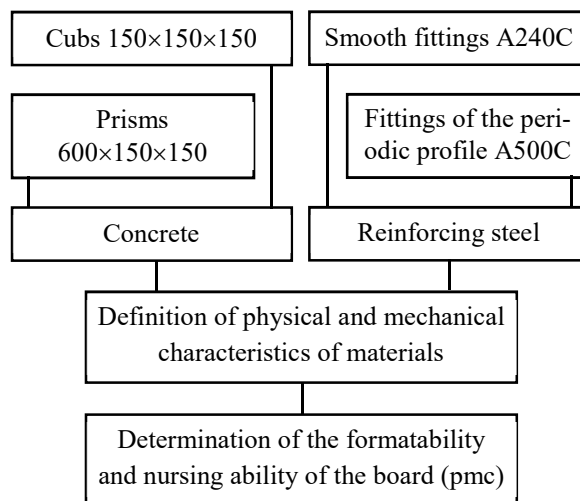 Cubs 150×150×150
Smooth fittings A240C
Prisms
600×150×150
Fittings of the peri-
odic profile A500C
Concrete
Reinforcing steel
Definition of physical and mechanical
characteristics of materials
Determination of the formatability
and nursing ability of the board (pmc)